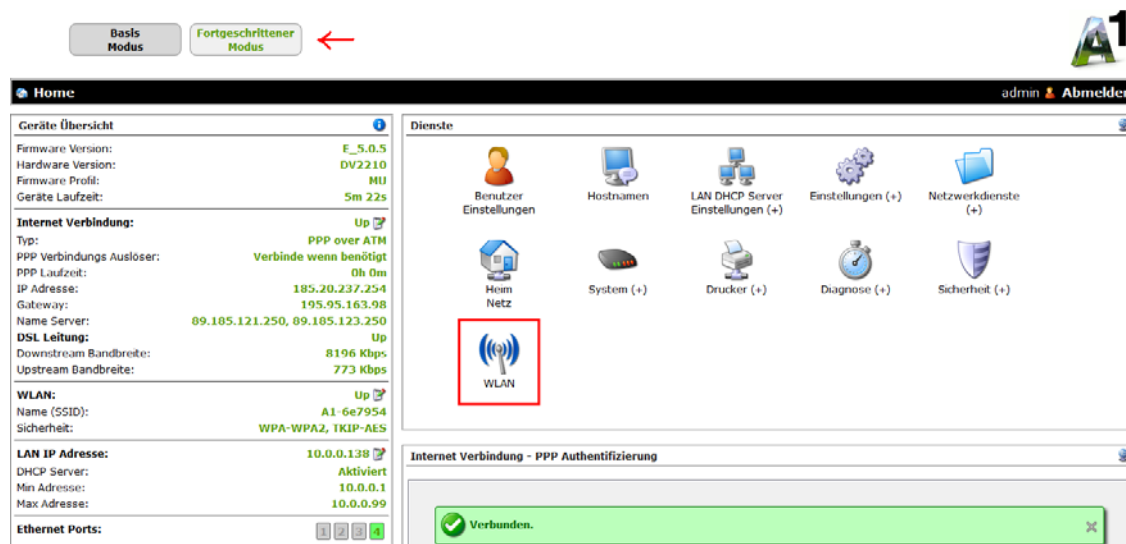 Basis
Modus
Fortgeschrittener
Modus
A1
Home
admin Abmelden
Geräte Übersicht
Firmware Version: E_5.0.5
Hardware Version: DV2210
Firmware Profil: MU
Geräte Laufzeit: 5m 22s
Internet Verbindung: Up
Typ: PPP over ATM
PPP Verbindungs Auslöser: Verbinde wenn benötigt
PPP Laufzeit: 0h 0m
IP Adresse: 185.20.237.254
Gateway: 195.95.163.98
Name Server: 89.185.121.250, 89.185.123.250
DSL Leitung: Up
Downstream Bandbreite: 8196 Kbps
Upstream Bandbreite: 773 Kbps
WLAN: Up
Name (SSID): A1-6e7954
Sicherheit: WPA-WPA2, TKIP-AES
LAN IP Adresse: 10.0.0.138
DHCP Server: Aktiviert
Min Adresse: 10.0.0.1
Max Adresse: 10.0.0.99
Ethernet Ports: 1 2 3 4
Dienste
Benutzer
Einstellungen
Hostnamen
LAN DHCP Server
Einstellungen (+)
Einstellungen (+)
Netzwerkdienste
(+)
Heim
Netz
System (+)
Drucker (+)
Diagnose (+)
Sicherheit (+)
WLAN
Internet Verbindung - PPP Authentifizierung
Verbunden.